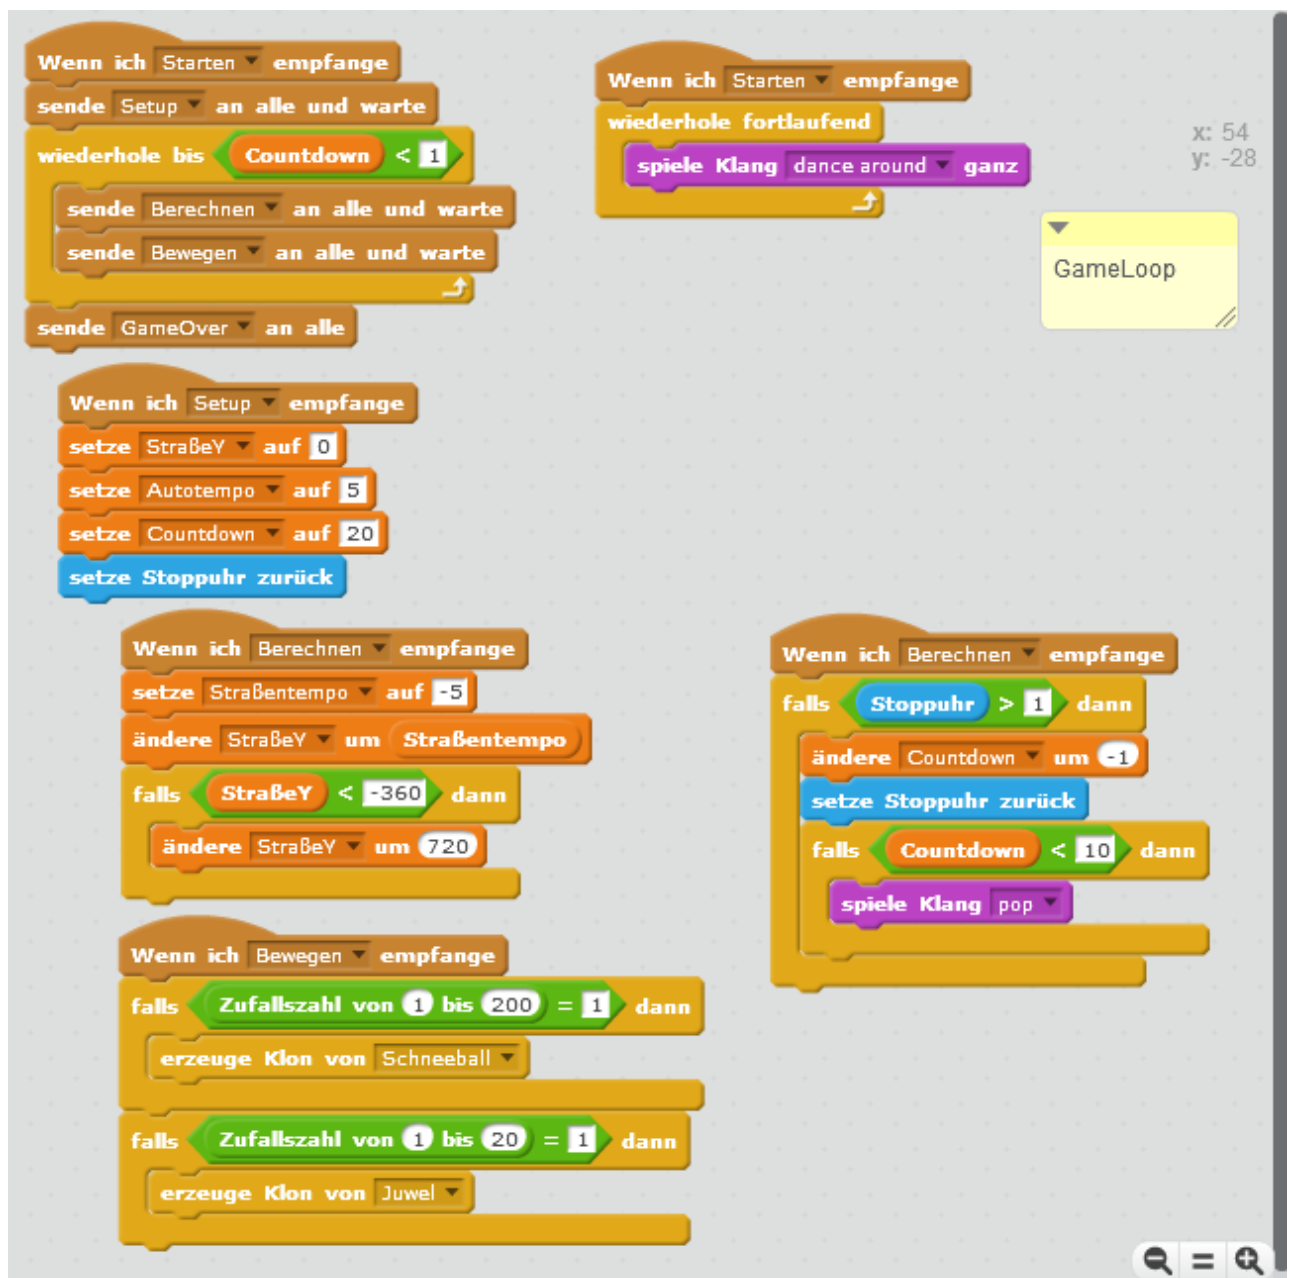 Wenn ich Starten empfange
sende Setup an alle und warte
wiederhole bis Countdown < 1
sende Berechnen an alle und warte
sende Bewegen an alle und warte
sende GameOver an alle
Wenn ich Starten empfange
wiederhole fortlaufend
spiele Klang dance around ganz
x: 54
y: -28
GameLoop
Wenn ich Setup empfange
setze StraßeY auf 0
setze Autotempo auf 5
setze Countdown auf 20
setze Stoppuhr zurück
Wenn ich Berechnen empfange
setze Straßentempo auf -5
ändere StraßeY um Straßentempo
falls StraßeY < -360 dann
ändere StraßeY um 720
Wenn ich Berechnen empfange
falls Stoppuhr > 1 dann
ändere Countdown um -1
setze Stoppuhr zurück
falls Countdown < 10 dann
spiele Klang pop
Wenn ich Bewegen empfange
falls Zufallszahl von 1 bis 200 = 1 dann
erzeuge Klon von Schneeball
falls Zufallszahl von 1 bis 20 = 1 dann
erzeuge Klon von Juwel